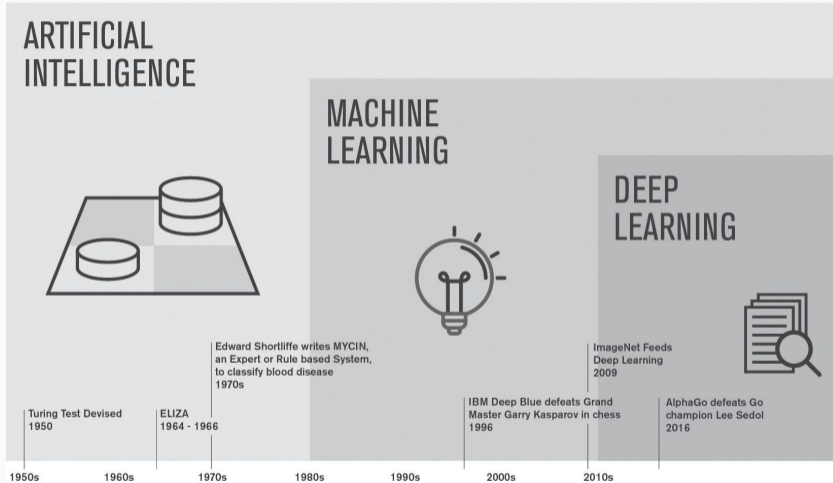 ARTIFICIAL
INTELLIGENCE
MACHINE
LEARNING
DEEP
LEARNING
Edward Shortliffe writes MYCIN,
an Expert or Rule based System,
to classify blood disease
1970s
ImageNet Feeds
Deep Learning
2009
Turing Test Devised
1950
ELIZA
1964 - 1966
IBM Deep Blue defeats Grand
Master Garry Kasparov in chess
1996
AlphaGo defeats Go
champion Lee Sedol
2016
1950s 1960s 1970s 1980s 1990s 2000s 2010s